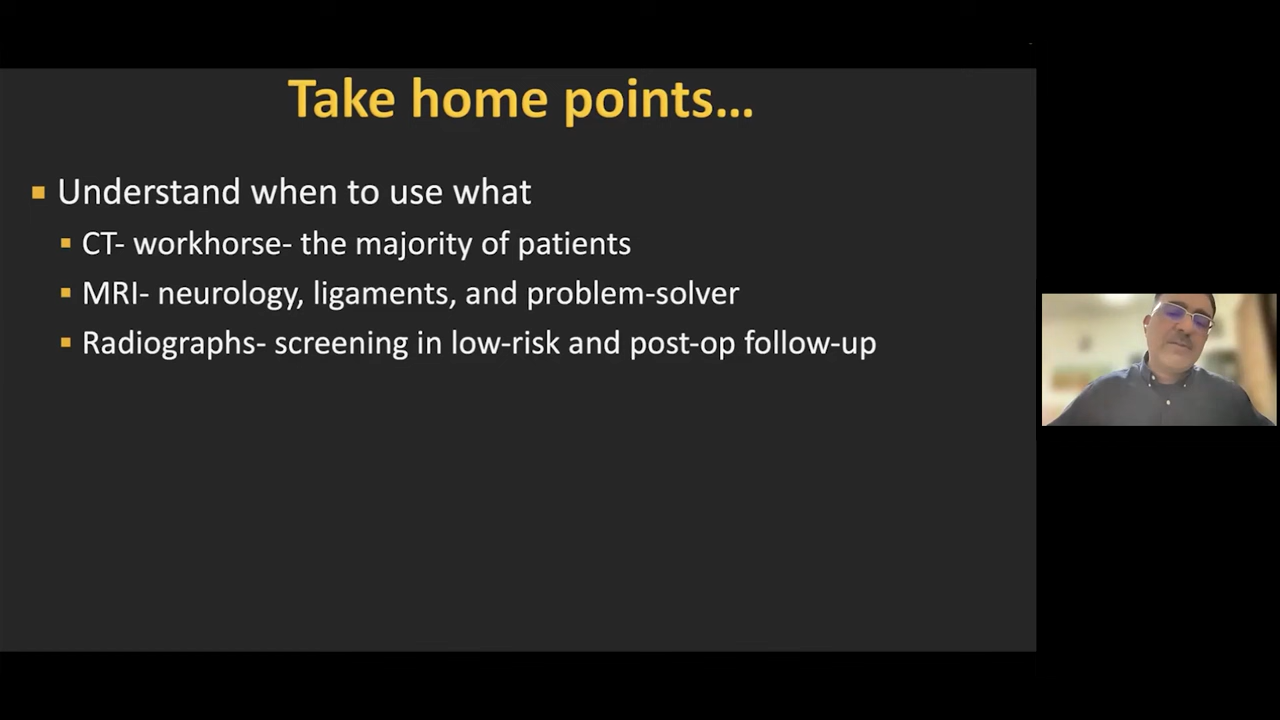 Take home points...
Understand when to use what
CT- workhorse- the majority of patients
MRI- neurology, ligaments, and problem-solver
Radiographs- screening in low-risk and post-op follow-up